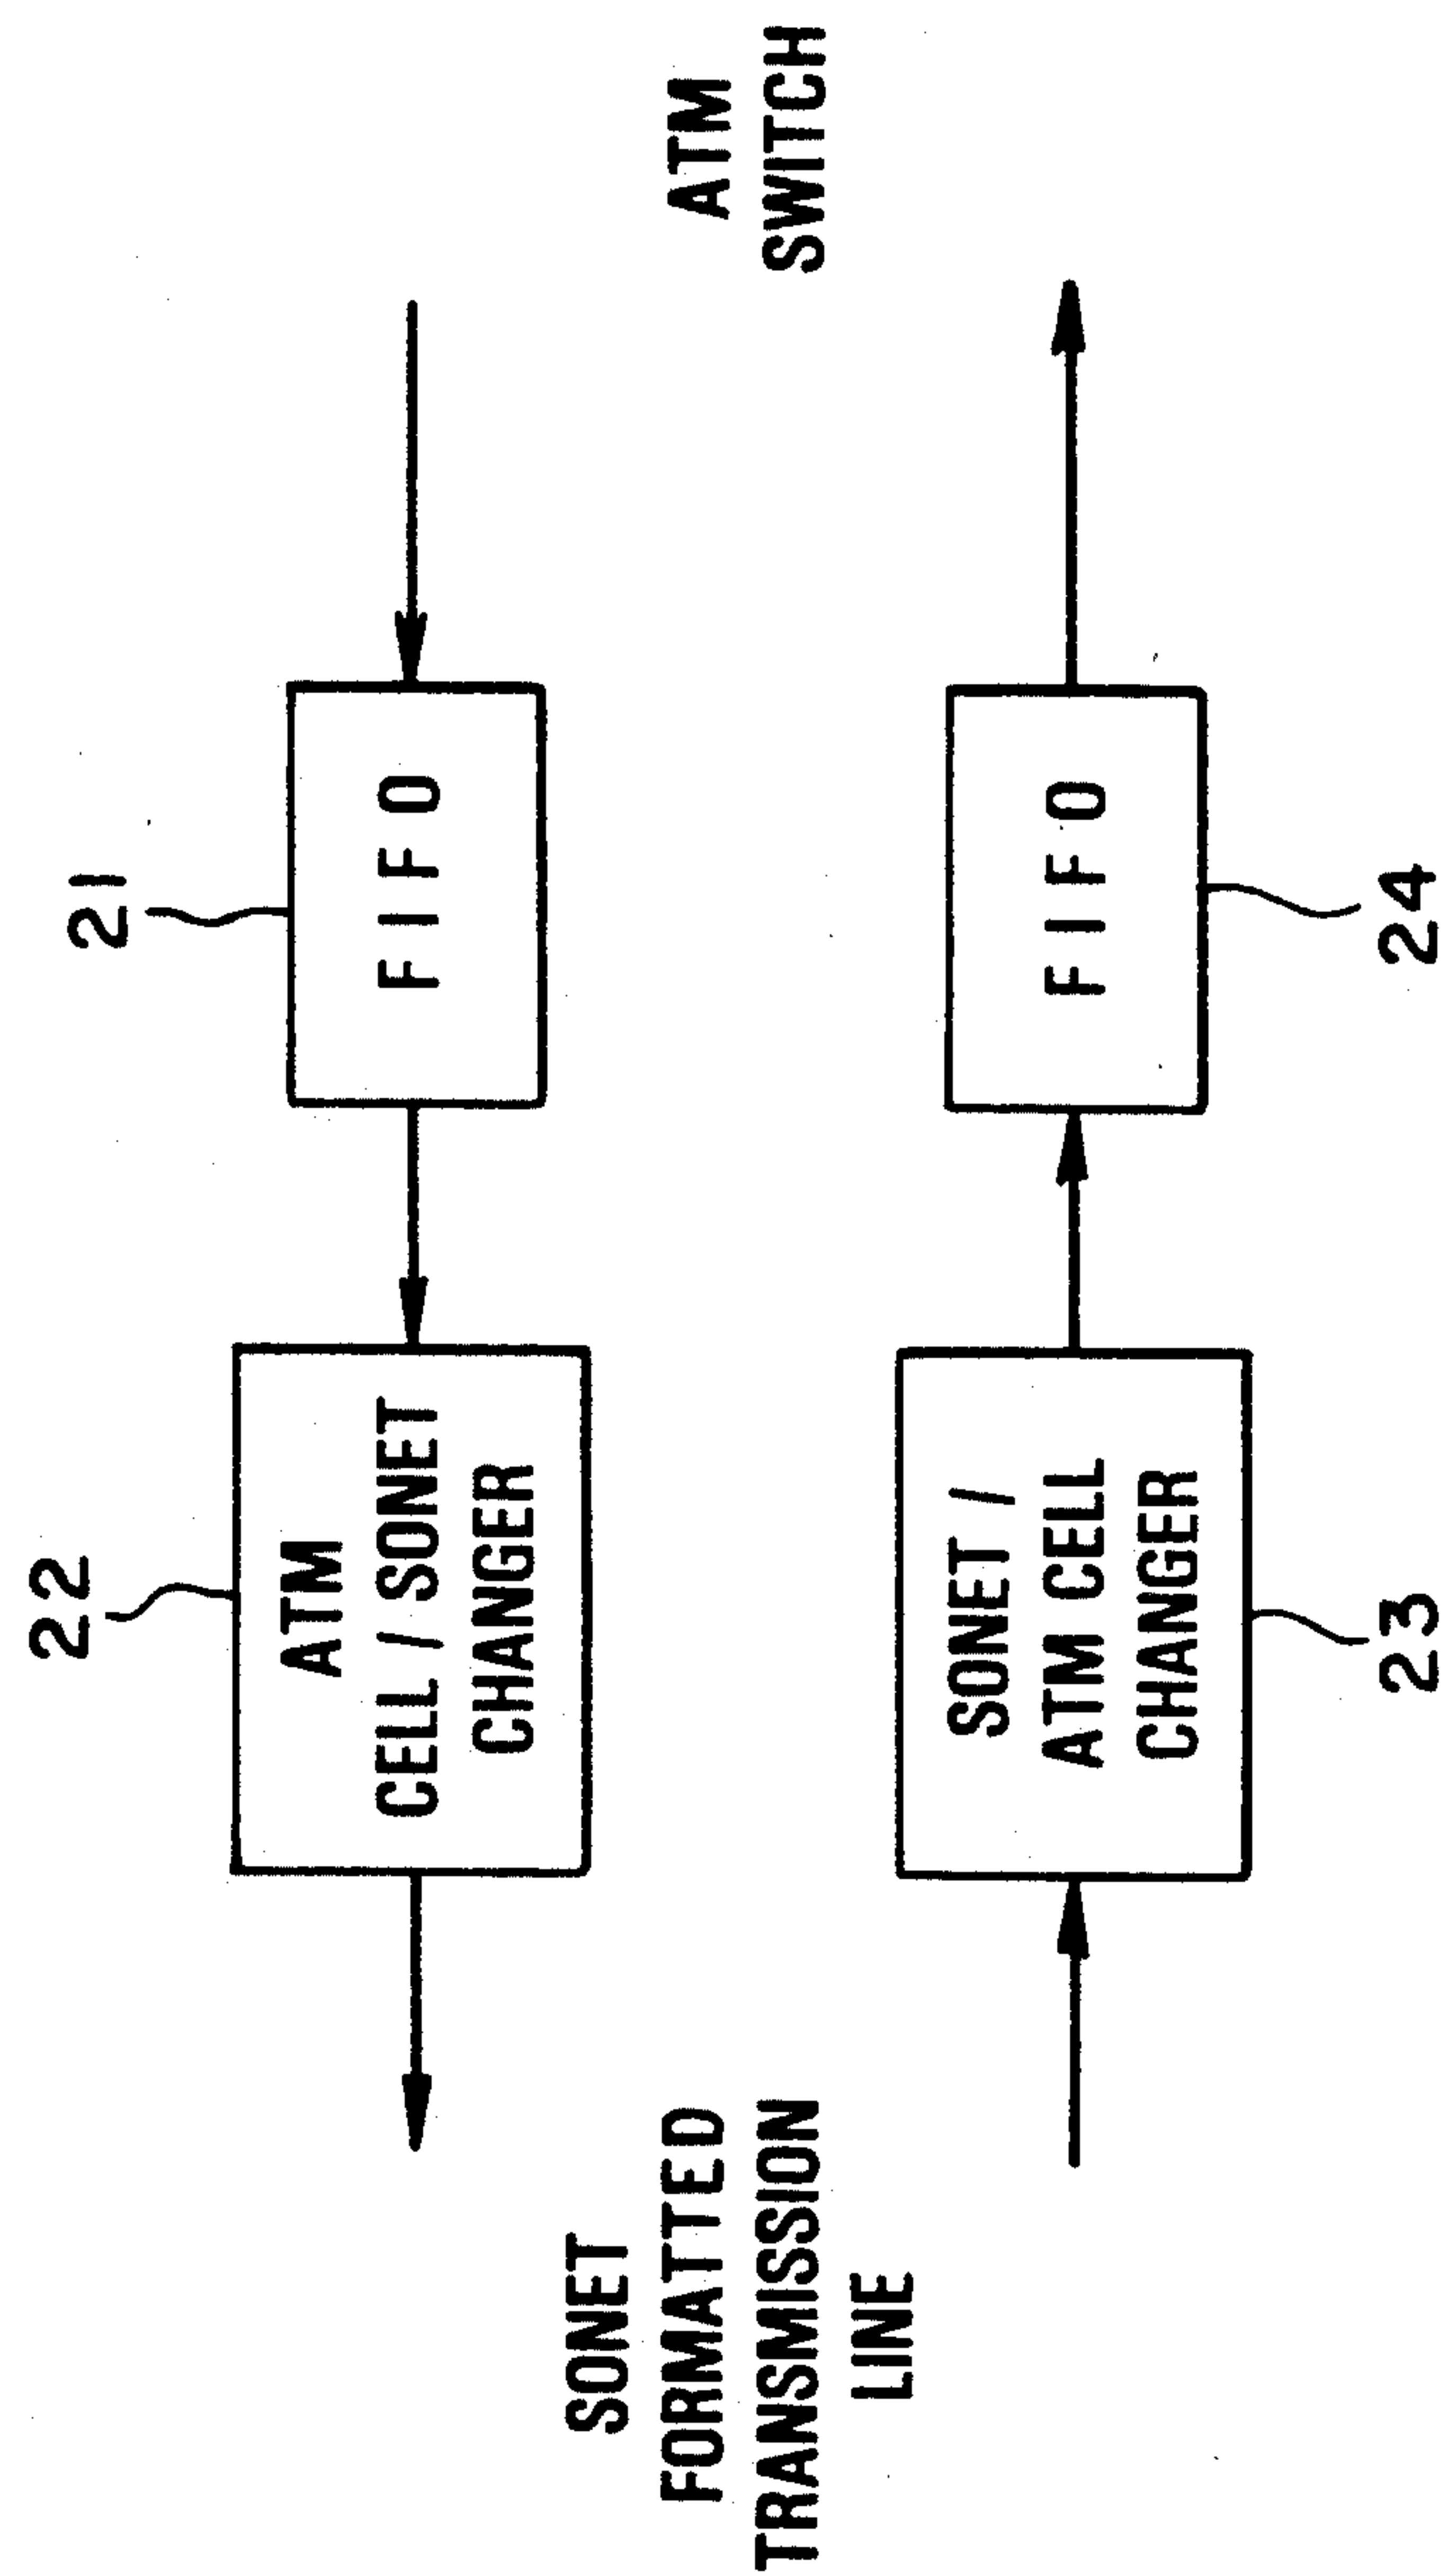 22
21
ATM
CELL / SONET
CHANGER
FIFO
SONET
FORMATTED
TRANSMISSION
LINE
ATM
SWITCH
SONET /
ATM CELL
CHANGER
FIFO
23
24